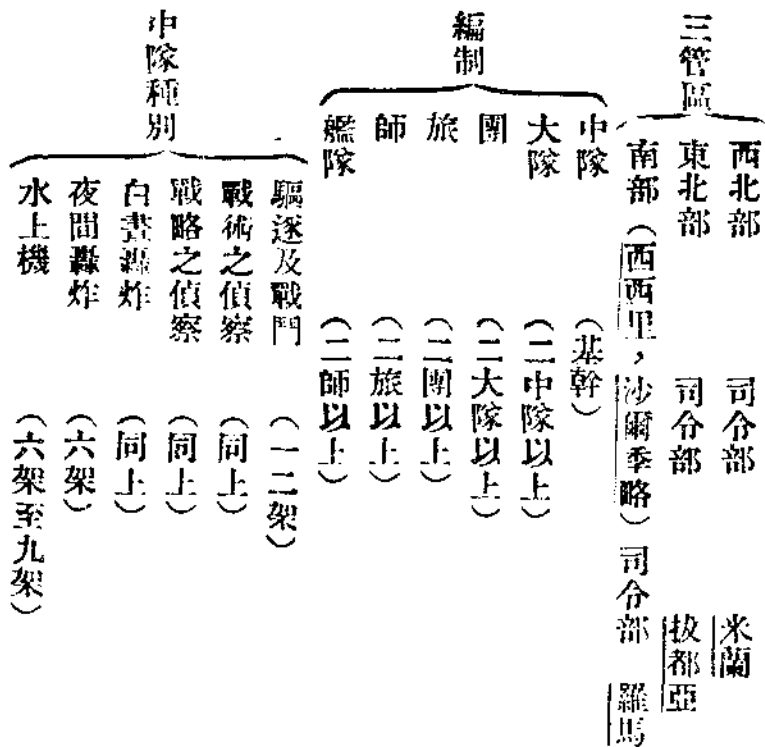 三管區
西北部 司令部 米蘭
東北部 司令部 拔都亞
南部(西西里,沙爾季略) 司令部 羅馬
編制
中隊 (基幹)
大隊 (二中隊以上)
團 (二大隊以上)
旅 (二團以上)
師 (二旅以上)
艦隊 (二師以上)
中隊種別
驅逐及戰鬥 (一二架)
戰術之偵察 (同上)
戰略之偵察 (同上)
白晝轟炸 (同上)
夜間轟炸 (六架)
水上機 (六架至九架)